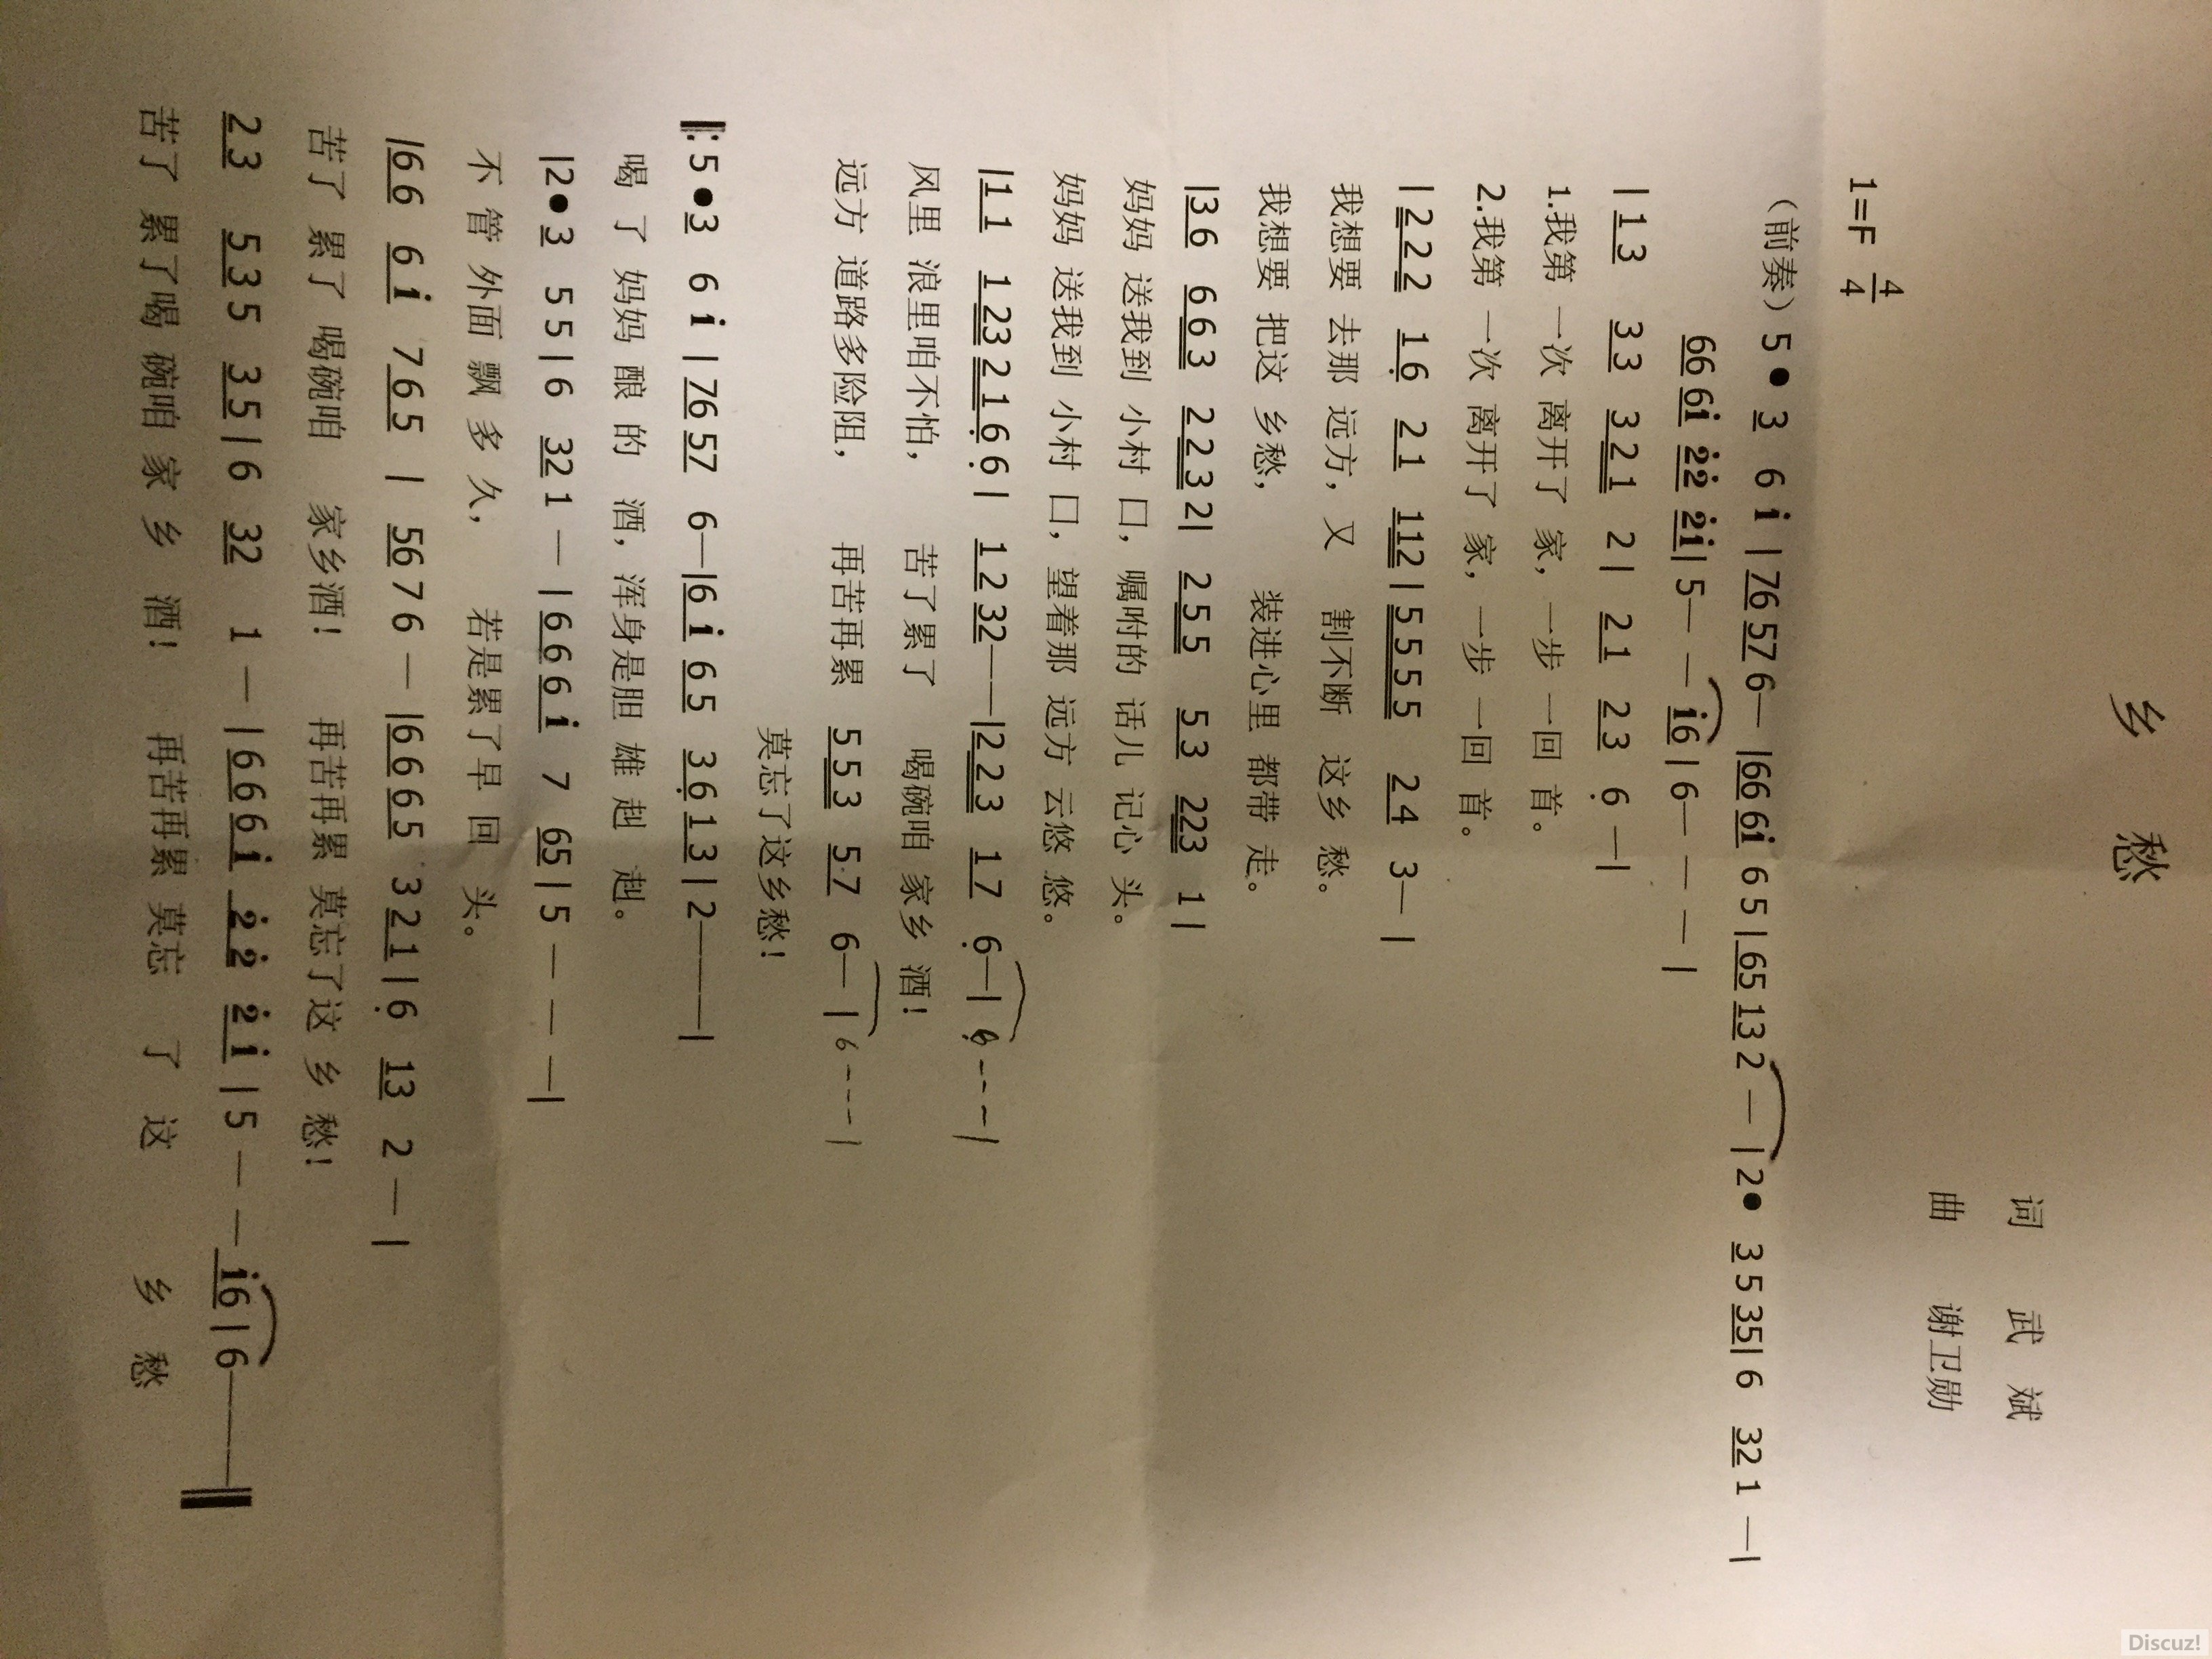 乡 愁
词 武 斌
曲 谢卫勋
1=F 4/4
（前奏）5 ● 3 6 i | 76 57 6— |66 6i 6 5 |65 13 2 — |2● 3 5 35|6 32 1 —|
66 6i 22 2i|5— — i6|6— — —|
|1 3 3 3 3 2 1 2| 2 1 2 3 6 —|
1.我第 一次 离开了 家，一步 一回 首。
2.我第 一次 离开了 家，一步 一回 首。
|2 2 2 1 6 2 1 112|5 5 5 5 2 4 3—|
我想要 去那 远方，又 割不断 这乡 愁。
我想要 把这 乡愁， 装进心里 都带 走。
|3 6 6 6 3 2 2 3 2| 2 5 5 5 3 223 1|
妈妈 送我到 小村 口，嘱咐的 话儿 记心 头。
妈妈 送我到 小村 口，望着那 远方 云悠 悠。
|1 1 1 23 2 1 6 6| 1 2 32——|2 2 3 1 7 6—|6 - - -|
风里 浪里咱不怕， 苦了累了 喝碗咱 家乡 酒！
远方 道路多险阻， 再苦再累 5 5 3 5·7 6—|6 - - -|
莫忘了这乡愁！
‖:5 ● 3 6 i | 76 57 6—|6 i 6 5 3 6 1 3|2———|
喝 了 妈妈 酿 的 酒，浑身是胆 雄 赳 赳。
|2● 3 5 5|6 32 1 — |6 6 6 i 7 65|5 — — —|
不 管 外面 飘 多 久， 若是累了早 回 头。
|6 6 6 i 7 6 5 | 56 7 6 — |6 6 6 5 3 2 1|6 13 2 —|
苦了 累了 喝碗咱 家乡酒！ 再苦再累 莫忘了这 乡 愁！
2 3 5 3 5 3 5|6 32 1 — |6 6 6 i 2 2 2 i|5 — — i6|6———‖
苦了 累了喝 碗咱 家 乡 酒！ 再苦再累 莫忘 了 这 乡 愁
Discuz!